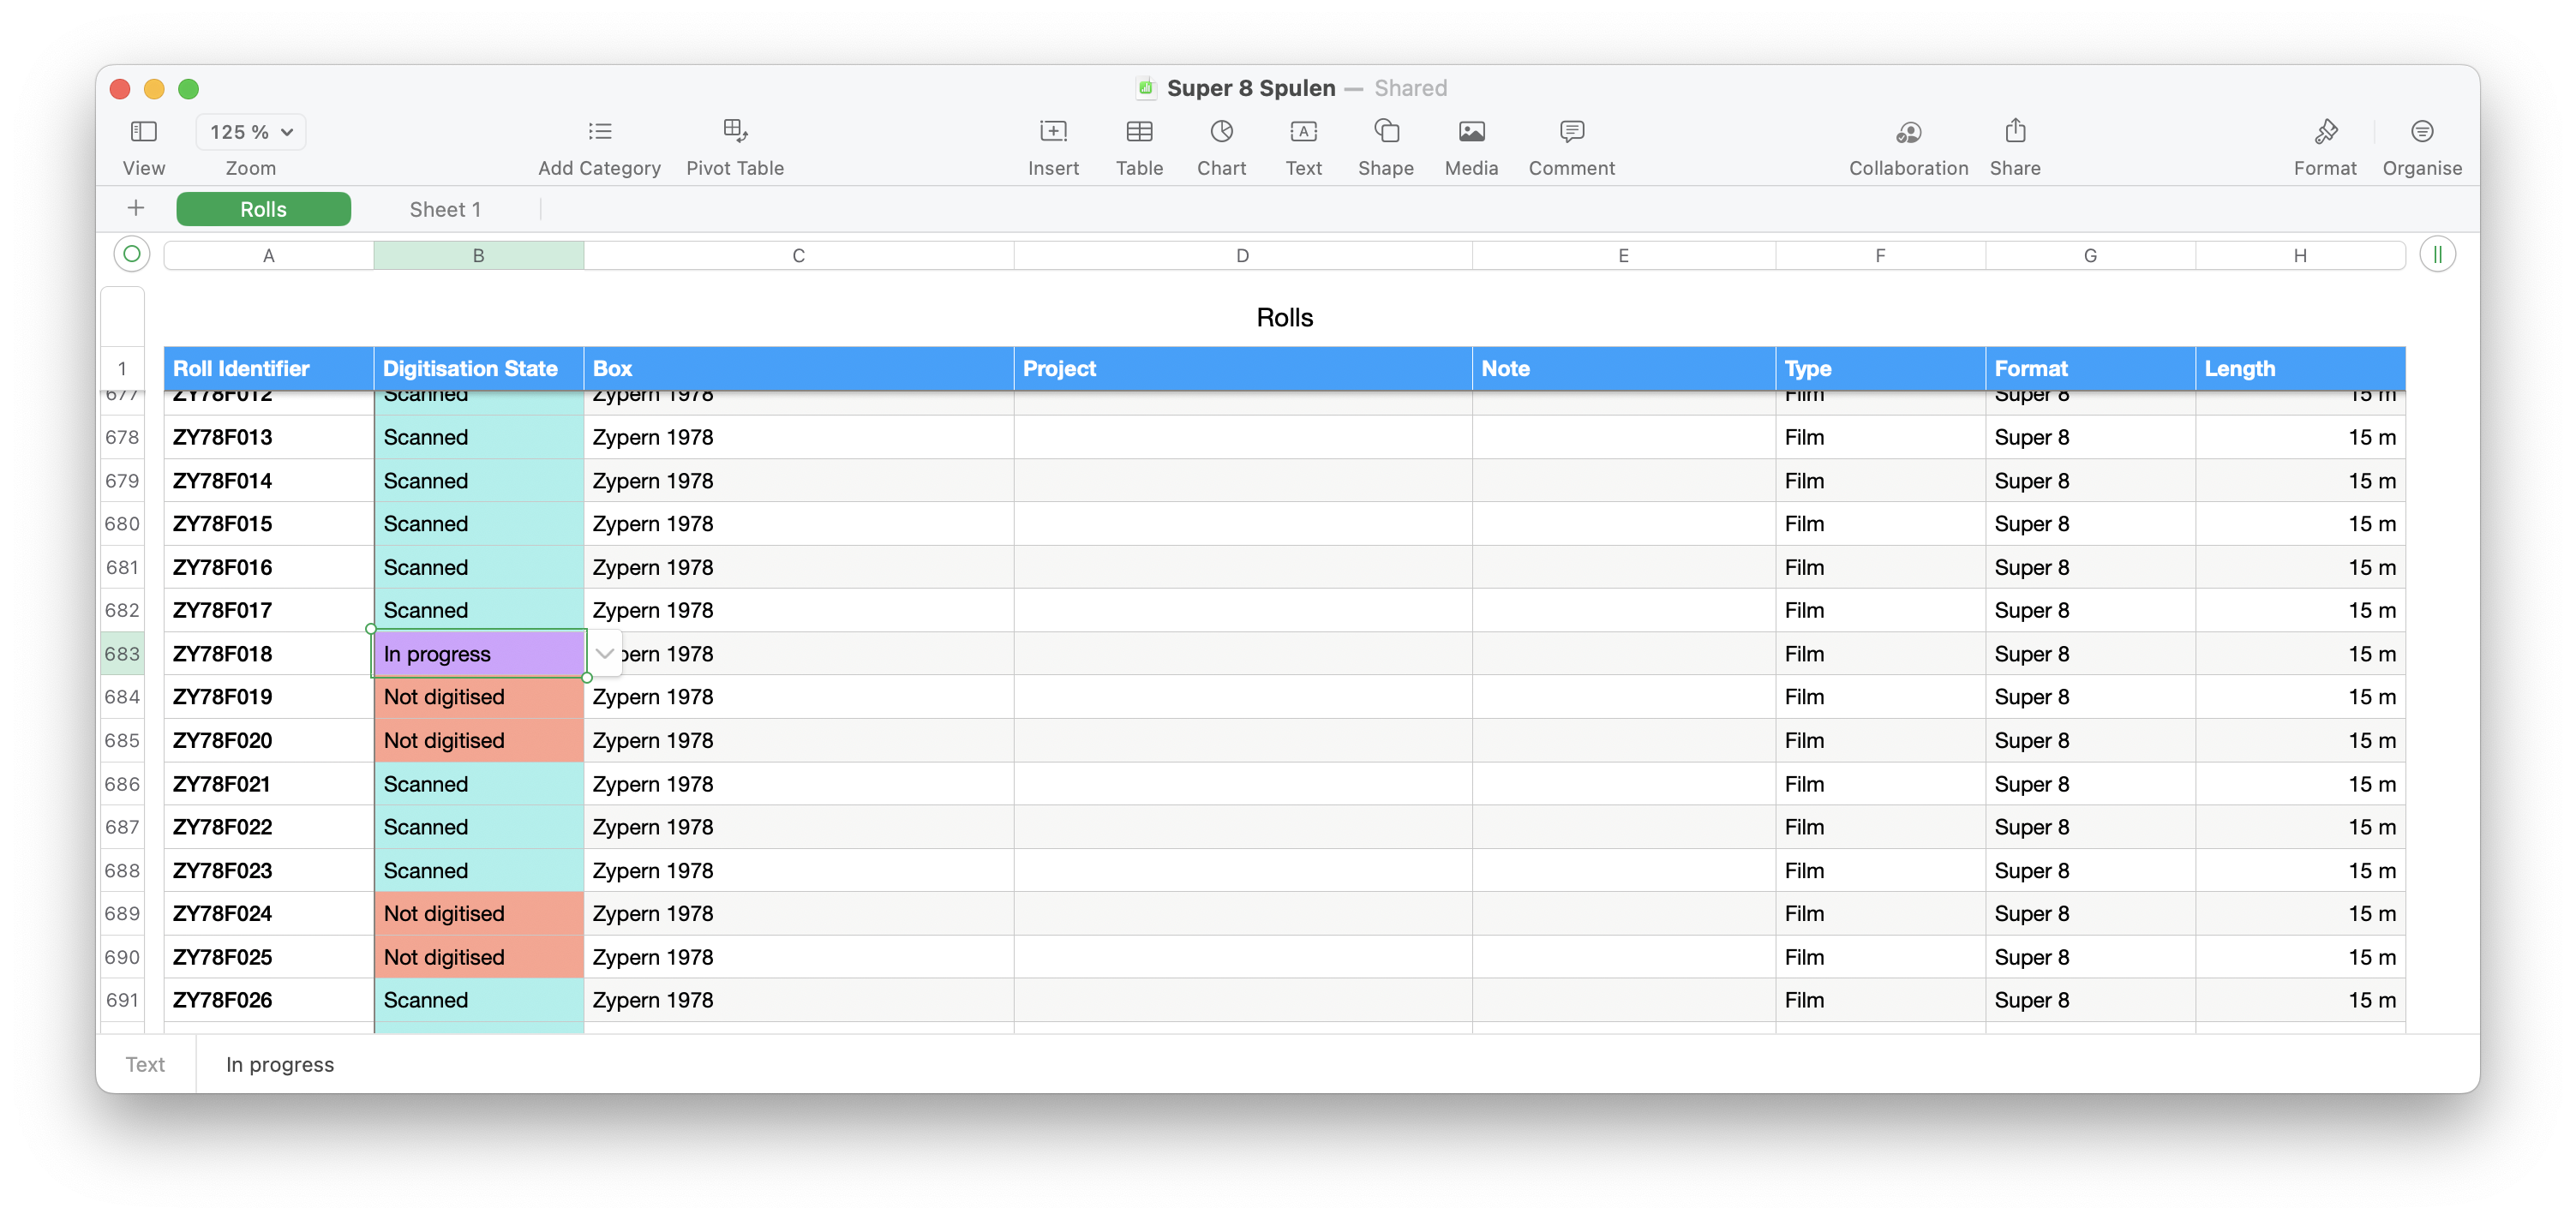 Super 8 Spulen — Shared
125 %
View Zoom Add Category Pivot Table Insert Table Chart Text Shape Media Comment Collaboration Share Format Organise
Rolls Sheet 1
A B C D E F G H
Rolls
1 Roll Identifier Digitisation State Box Project Note Type Format Length
677 ZY78F012 Scanned Zypern 1978 Film Super 8 15 m
678 ZY78F013 Scanned Zypern 1978 Film Super 8 15 m
679 ZY78F014 Scanned Zypern 1978 Film Super 8 15 m
680 ZY78F015 Scanned Zypern 1978 Film Super 8 15 m
681 ZY78F016 Scanned Zypern 1978 Film Super 8 15 m
682 ZY78F017 Scanned Zypern 1978 Film Super 8 15 m
683 ZY78F018 In progress pern 1978 Film Super 8 15 m
684 ZY78F019 Not digitised Zypern 1978 Film Super 8 15 m
685 ZY78F020 Not digitised Zypern 1978 Film Super 8 15 m
686 ZY78F021 Scanned Zypern 1978 Film Super 8 15 m
687 ZY78F022 Scanned Zypern 1978 Film Super 8 15 m
688 ZY78F023 Scanned Zypern 1978 Film Super 8 15 m
689 ZY78F024 Not digitised Zypern 1978 Film Super 8 15 m
690 ZY78F025 Not digitised Zypern 1978 Film Super 8 15 m
691 ZY78F026 Scanned Zypern 1978 Film Super 8 15 m
Text In progress